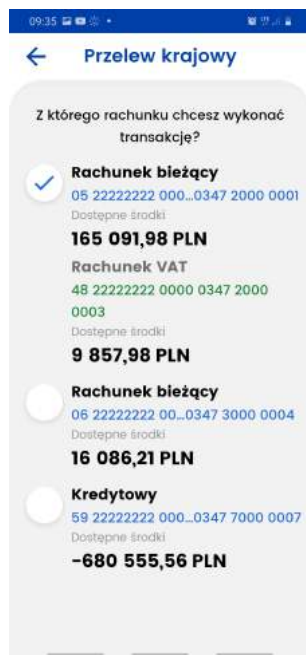 09:35
Przelew krajowy
Z którego rachunku chcesz wykonać
transakcję?
Rachunek bieżący
05 22222222 000...0347 2000 0001
Dostępne środki
165 091,98 PLN
Rachunek VAT
48 22222222 0000 0347 2000
0003
Dostępne środki
9 857,98 PLN
Rachunek bieżący
06 22222222 00...0347 3000 0004
Dostępne środki
16 086,21 PLN
Kredytowy
59 22222222 000...0347 7000 0007
Dostępne środki
-680 555,56 PLN